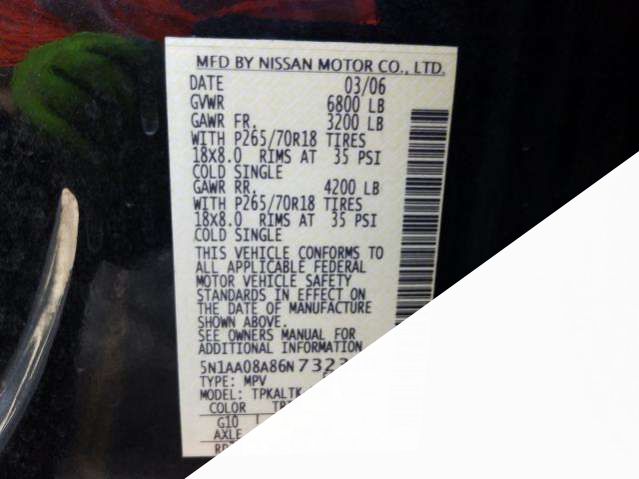 MFD BY NISSAN MOTOR CO., LTD.
DATE 03/06
GVWR 6800 LB
GAWR FR. 3200 LB
WITH P265/70R18 TIRES
18X8.0 RIMS AT 35 PSI
COLD SINGLE
GAWR RR. 4200 LB
WITH P265/70R18 TIRES
18X8.0 RIMS AT 35 PSI
COLD SINGLE
THIS VEHICLE CONFORMS TO
ALL APPLICABLE FEDERAL
MOTOR VEHICLE SAFETY
STANDARDS IN EFFECT ON
THE DATE OF MANUFACTURE
SHOWN ABOVE.
SEE OWNERS MANUAL FOR
ADDITIONAL INFORMATION
5N1AA08A86N732
TYPE: MPV
MODEL: TPKALTK
COLOR
G10
AXLE